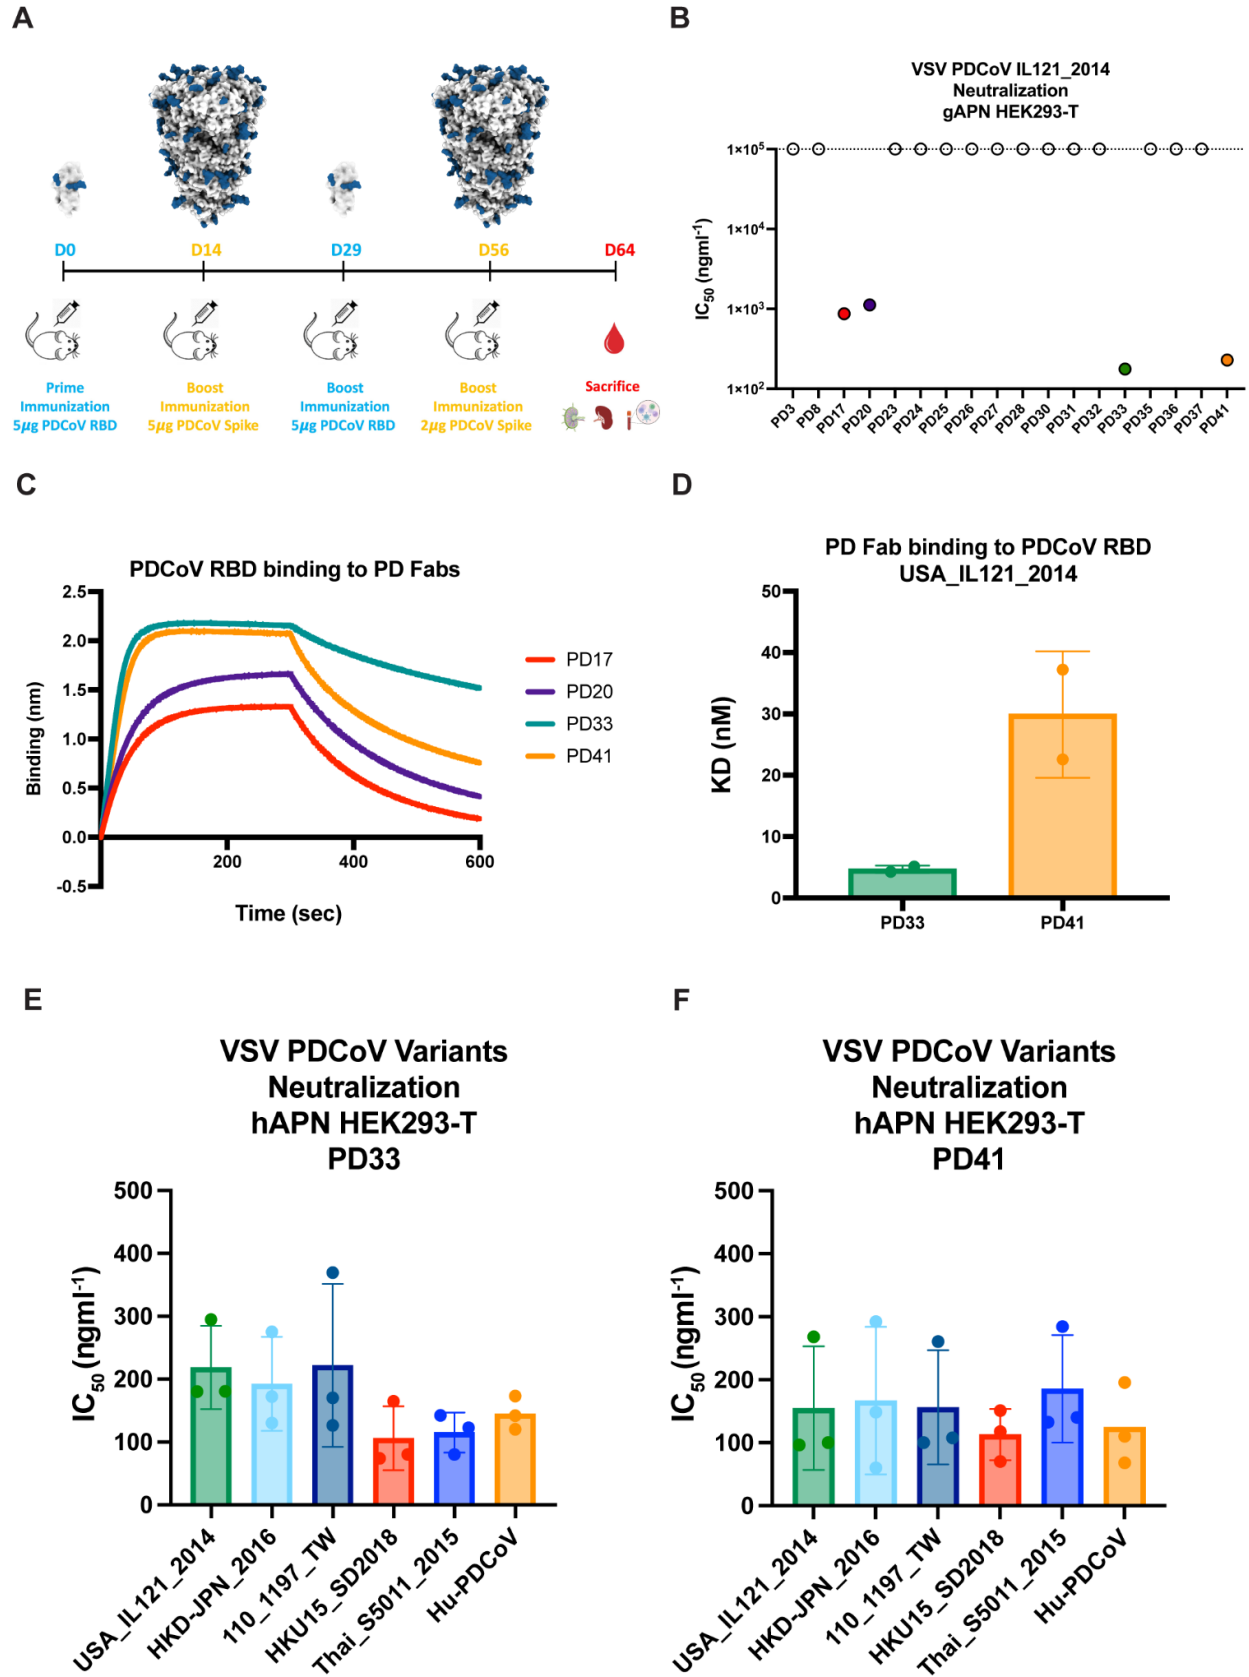 A
D0
D14
D29
D56
D64
Prime
Immunization
5µg PDCoV RBD
Boost
Immunization
5µg PDCoV Spike
Boost
Immunization
5µg PDCoV RBD
Boost
Immunization
2µg PDCoV Spike
Sacrifice
B
VSV PDCoV IL121_2014
Neutralization
gAPN HEK293-T
IC50 (ngml-1)
1×10^5
1×10^4
1×10^3
1×10^2
PD3
PD8
PD17
PD20
PD23
PD24
PD25
PD26
PD27
PD28
PD30
PD31
PD32
PD33
PD35
PD36
PD37
PD41
C
PDCoV RBD binding to PD Fabs
Binding (nm)
2.5
2.0
1.5
1.0
0.5
0.0
-0.5
200
400
600
Time (sec)
PD17
PD20
PD33
PD41
D
PD Fab binding to PDCoV RBD
USA_IL121_2014
KD (nM)
50
40
30
20
10
0
PD33
PD41
E
VSV PDCoV Variants
Neutralization
hAPN HEK293-T
PD33
IC50 (ngml-1)
500
400
300
200
100
0
USA_IL121_2014
HKD-JPN_2016
110_1197_TW
HKU15_SD2018
Thai_S5011_2015
Hu-PDCoV
F
VSV PDCoV Variants
Neutralization
hAPN HEK293-T
PD41
IC50 (ngml-1)
500
400
300
200
100
0
USA_IL121_2014
HKD-JPN_2016
110_1197_TW
HKU15_SD2018
Thai_S5011_2015
Hu-PDCoV